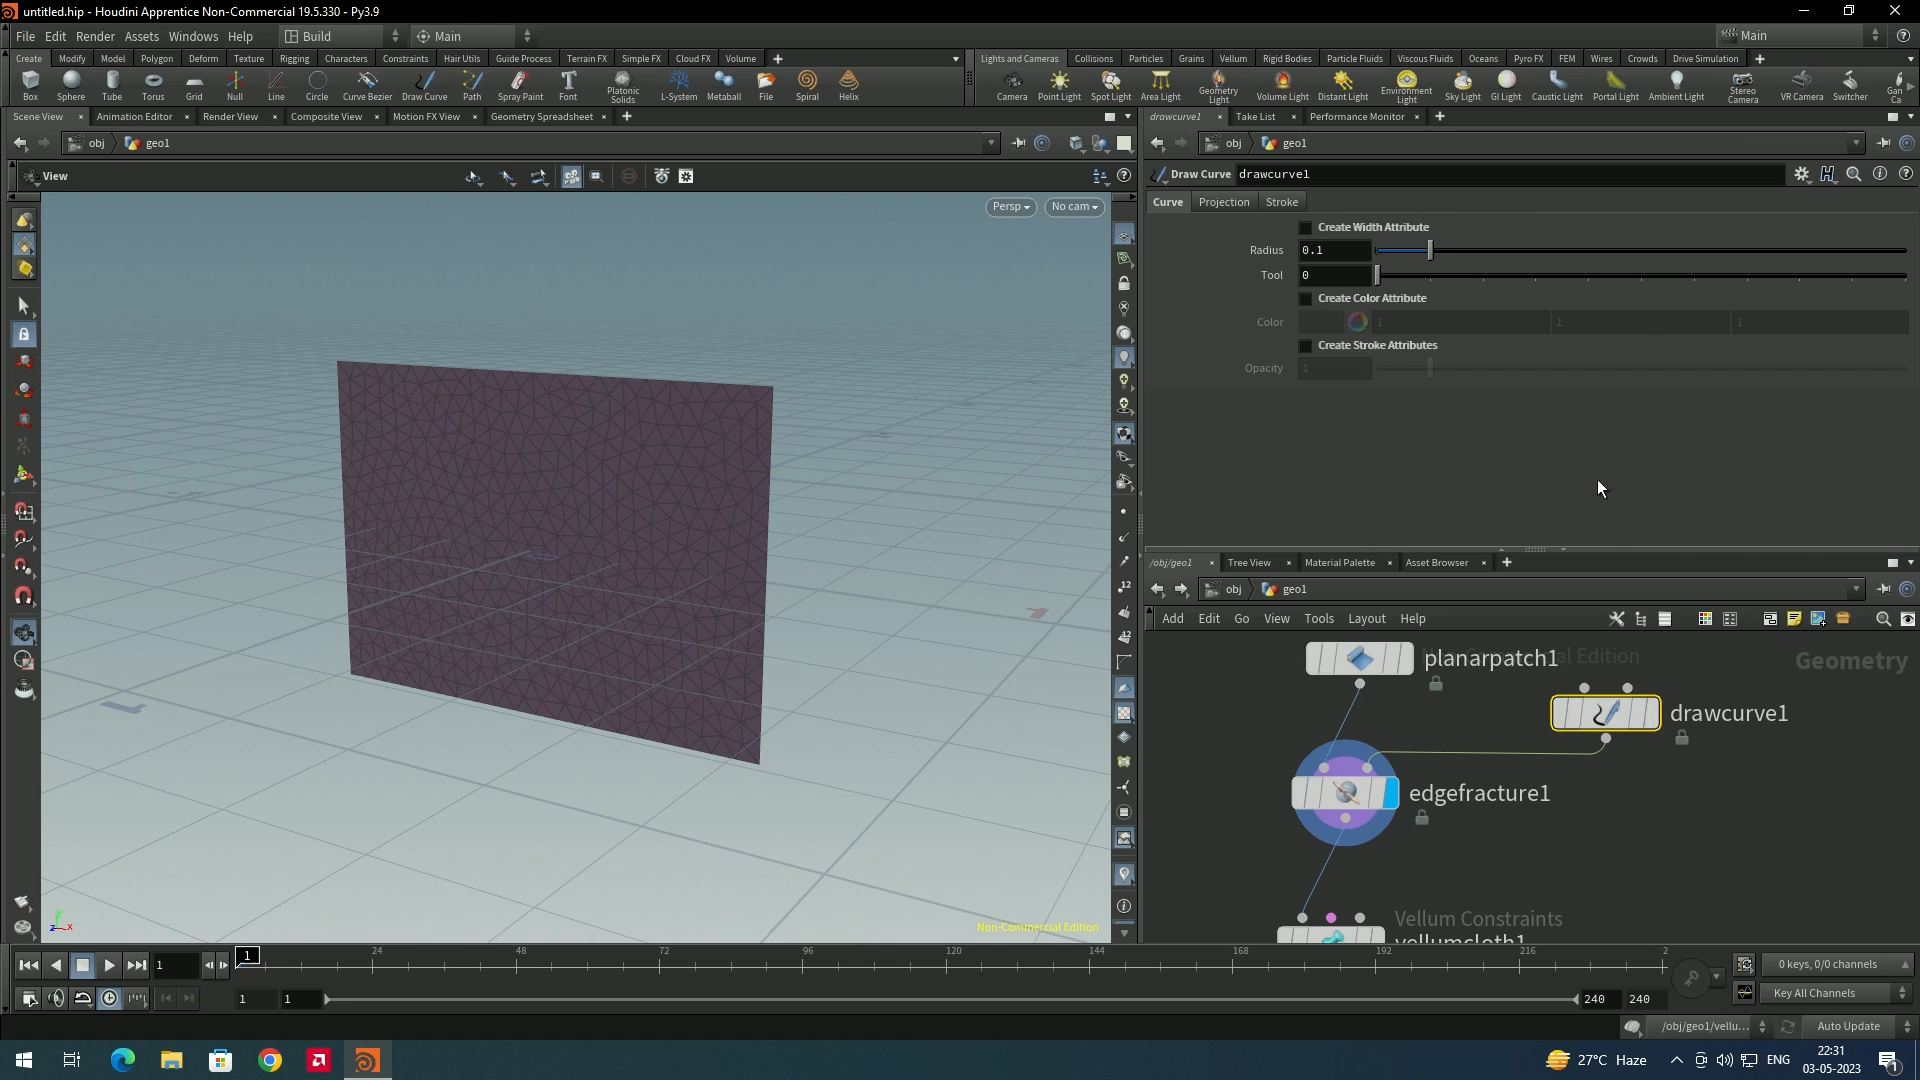 untitled.hip - Houdini Apprentice Non-Commercial 19.5.330 - Py3.9
File Edit Render Assets Windows Help Build Main Main
Create Modify Model Polygon Deform Texture Rigging Characters Constraints Hair Utils Guide Process Terrain FX Simple FX Cloud FX Volume
Lights and Cameras Collisions Particles Grains Vellum Rigid Bodies Particle Fluids Viscous Fluids Oceans Pyro FX FEM Wires Crowds Drive Simulation
Box Sphere Tube Torus Grid Null Line Circle Curve Bezier Draw Curve Path Spray Paint Font Platonic Solids L-System Metaball File Spiral Helix
Camera Point Light Spot Light Area Light Geometry Light Volume Light Distant Light Environment Light Sky Light GI Light Caustic Light Portal Light Ambient Light Stereo Camera VR Camera Switcher Gan Ca
Scene View Animation Editor Render View Composite View Motion FX View Geometry Spreadsheet
drawcurve1 Take List Performance Monitor
obj geo1
obj geo1
View
Draw Curve drawcurve1
Curve Projection Stroke
Persp No cam
Create Width Attribute
Radius 0.1
Tool 0
Create Color Attribute
Color 1 1 1
Create Stroke Attributes
Opacity 1
/obj/geo1 Tree View Material Palette Asset Browser
obj geo1
Add Edit Go View Tools Layout Help
planarpatch1
Geometry
drawcurve1
edgefracture1
Vellum Constraints
vellumcloth1
Non-Commercial Edition
1 1 24 48 72 96 120 144 168 192 216 2
0 keys, 0/0 channels
1 1 240 240
Key All Channels
/obj/geo1/vellu... Auto Update
27°C Haze ENG 22:31
03-05-2023
1